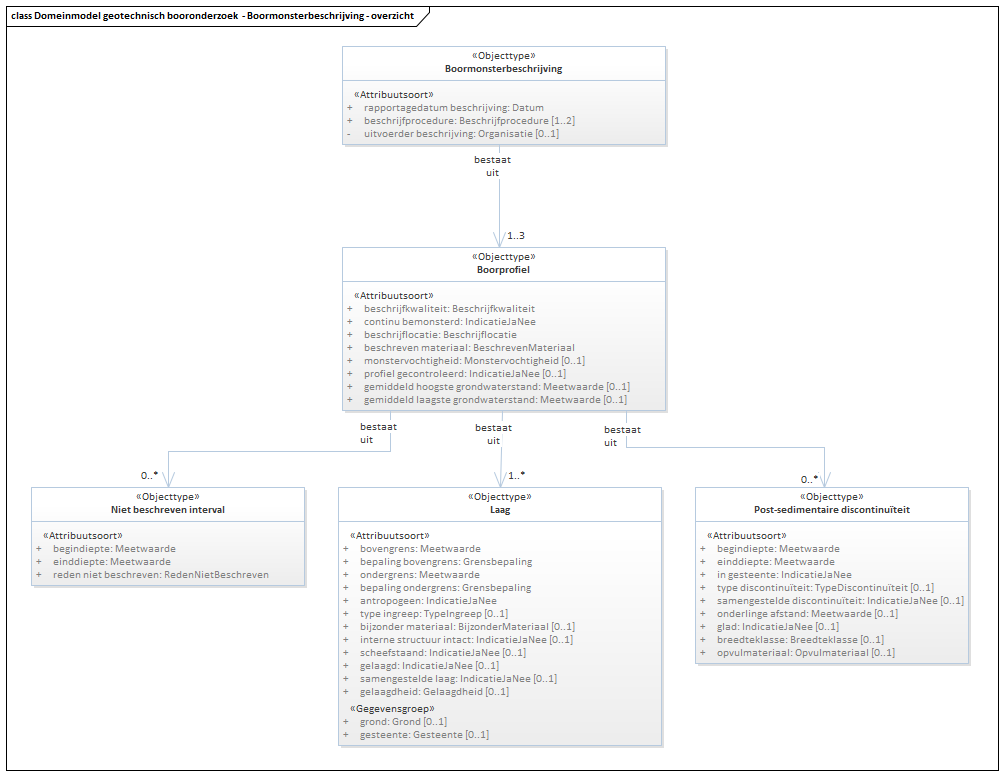 class Domeinmodel geotechnisch booronderzoek - Boormonsterbeschrijving - overzicht
«Objecttype»
Boormonsterbeschrijving
«Attribuutsoort»
+ rapportagedatum beschrijving: Datum
+ beschrijfprocedure: Beschrijfprocedure [1..2]
- uitvoerder beschrijving: Organisatie [0..1]
bestaat
uit
1..3
«Objecttype»
Boorprofiel
«Attribuutsoort»
+ beschrijfkwaliteit: Beschrijfkwaliteit
+ continu bemonsterd: IndicatieJaNee
+ beschrijflocatie: Beschrijflocatie
+ beschreven materiaal: BeschrevenMateriaal
+ monstervochtigheid: Monstervochtigheid [0..1]
+ profiel gecontroleerd: IndicatieJaNee [0..1]
+ gemiddeld hoogste grondwaterstand: Meetwaarde [0..1]
+ gemiddeld laagste grondwaterstand: Meetwaarde [0..1]
bestaat
uit
0..*
bestaat
uit
1..*
bestaat
uit
0..*
«Objecttype»
Niet beschreven interval
«Attribuutsoort»
+ begindiepte: Meetwaarde
+ einddiepte: Meetwaarde
+ reden niet beschreven: RedenNietBeschreven
«Objecttype»
Laag
«Attribuutsoort»
+ bovengrens: Meetwaarde
+ bepaling bovengrens: Grensbepaling
+ ondergrens: Meetwaarde
+ bepaling ondergrens: Grensbepaling
+ antropogeen: IndicatieJaNee
+ type ingreep: TypeIngreep [0..1]
+ bijzonder materiaal: BijzonderMateriaal [0..1]
+ interne structuur intact: IndicatieJaNee [0..1]
+ scheefstaand: IndicatieJaNee [0..1]
+ gelaagd: IndicatieJaNee [0..1]
+ samengestelde laag: IndicatieJaNee [0..1]
+ gelaagdheid: Gelaagdheid [0..1]
«Gegevensgroep»
+ grond: Grond [0..1]
+ gesteente: Gesteente [0..1]
«Objecttype»
Post-sedimentaire discontinuïteit
«Attribuutsoort»
+ begindiepte: Meetwaarde
+ einddiepte: Meetwaarde
+ in gesteente: IndicatieJaNee
+ type discontinuïteit: TypeDiscontinuïteit [0..1]
+ samengestelde discontinuïteit: IndicatieJaNee [0..1]
+ onderlinge afstand: Meetwaarde [0..1]
+ glad: IndicatieJaNee [0..1]
+ breedteklasse: Breedteklasse [0..1]
+ opvulmateriaal: Opvulmateriaal [0..1]